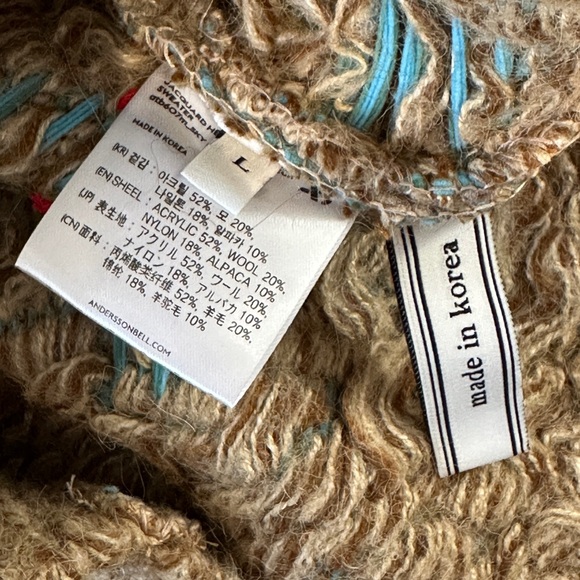 JACQUARD
SWEATER
MADE IN KOREA
L
(KR) 겉감 : 아크릴 52%, 모 20%,
나일론 18%, 알파카 10%
(EN) SHEEL : ACRYLIC 52%, WOOL 20%,
NYLON 18%, ALPACA 10%
(JP) 表生地 : アクリル 52%, ウール 20%,
ナイロン 18%, アルパカ 10%
(CN) 面料 : 丙烯酸类纤维 52%, 羊毛 20%,
锦纶 18%, 羊驼毛 10%
ANDERSSONBELL.COM
made in korea